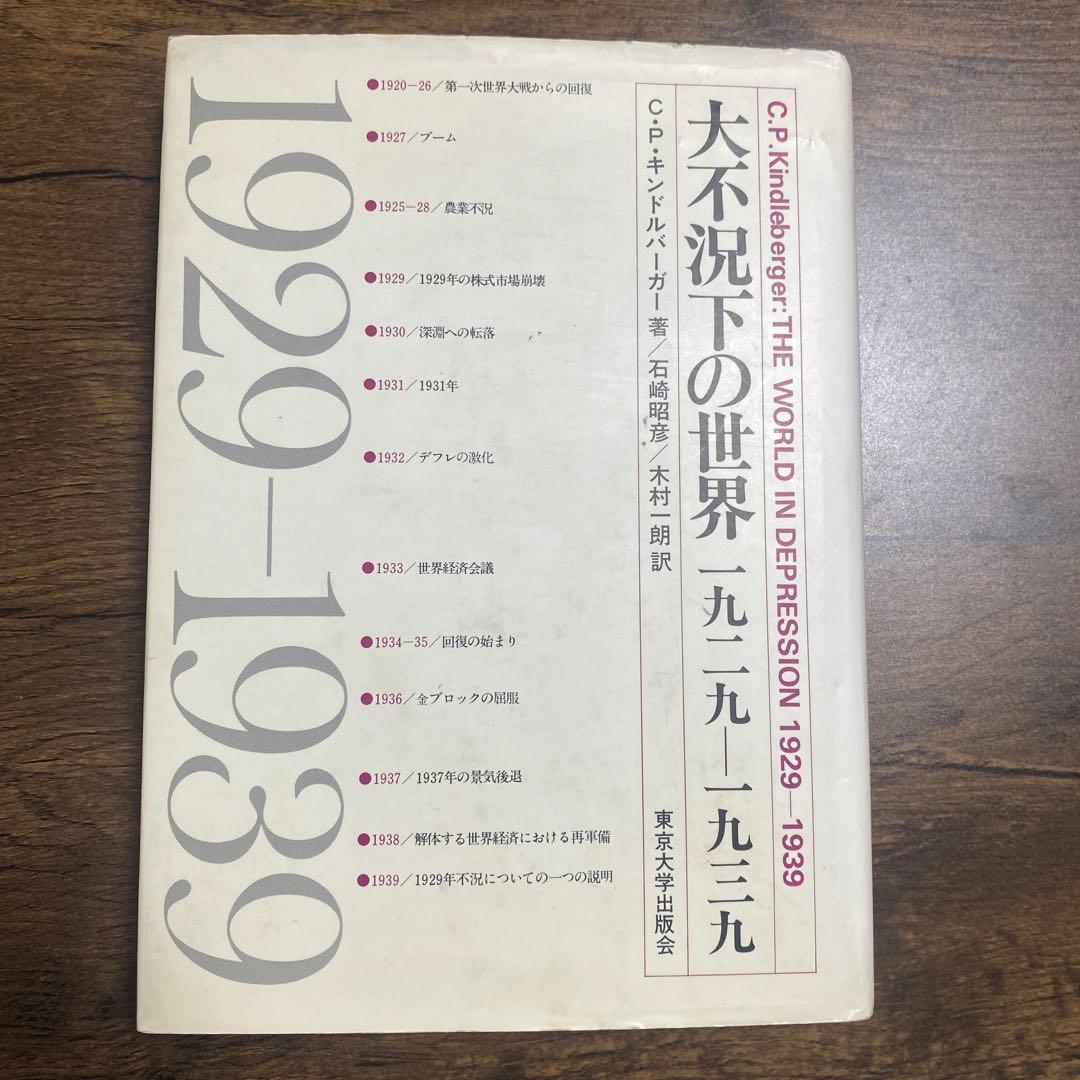 C.P.Kindleberger:THE WORLD IN DEPRESSION 1929—1939
大不況下の世界 一九二九—一九三九
C・P・キンドルバーガー著／石崎昭彦／木村一朗訳
東京大学出版会
●1920-26／第一次世界大戦からの回復
●1927／ブーム
●1925-28／農業不況
●1929／1929年の株式市場崩壊
●1930／深淵への転落
●1931／1931年
●1932／デフレの激化
●1933／世界経済会議
●1934-35／回復の始まり
●1936／金ブロックの屈服
●1937／1937年の景気後退
●1938／解体する世界経済における再軍備
●1939／1929年不況についての一つの説明
1929—1939